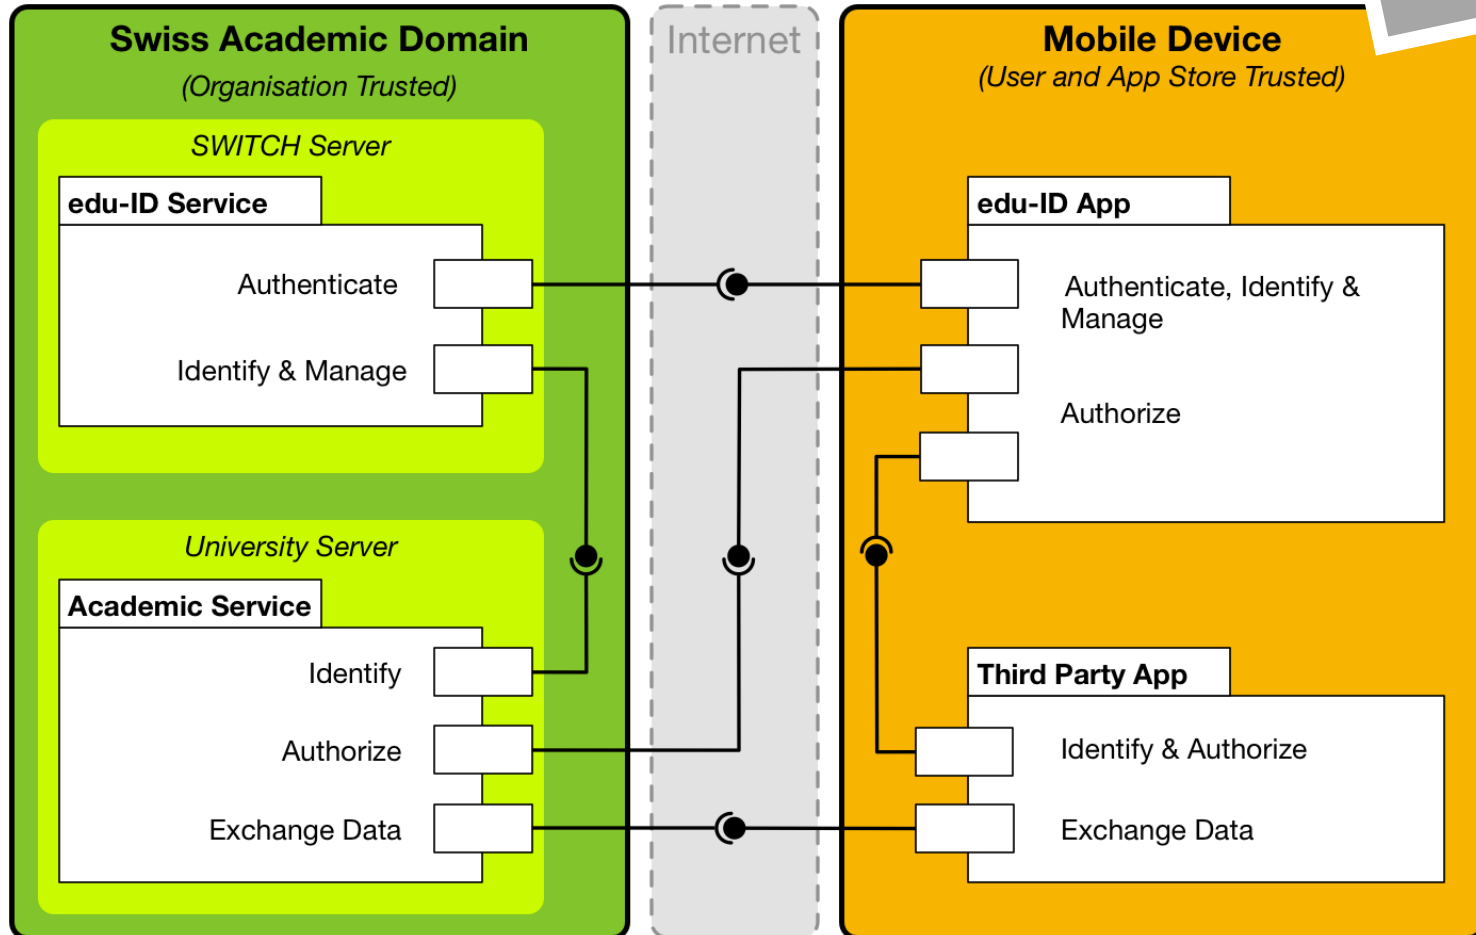 Swiss Academic Domain
(Organisation Trusted)
SWITCH Server
edu-ID Service
Authenticate
Identify & Manage
University Server
Academic Service
Identify
Authorize
Exchange Data
Internet
Mobile Device
(User and App Store Trusted)
edu-ID App
Authenticate, Identify &
Manage
Authorize
Third Party App
Identify & Authorize
Exchange Data